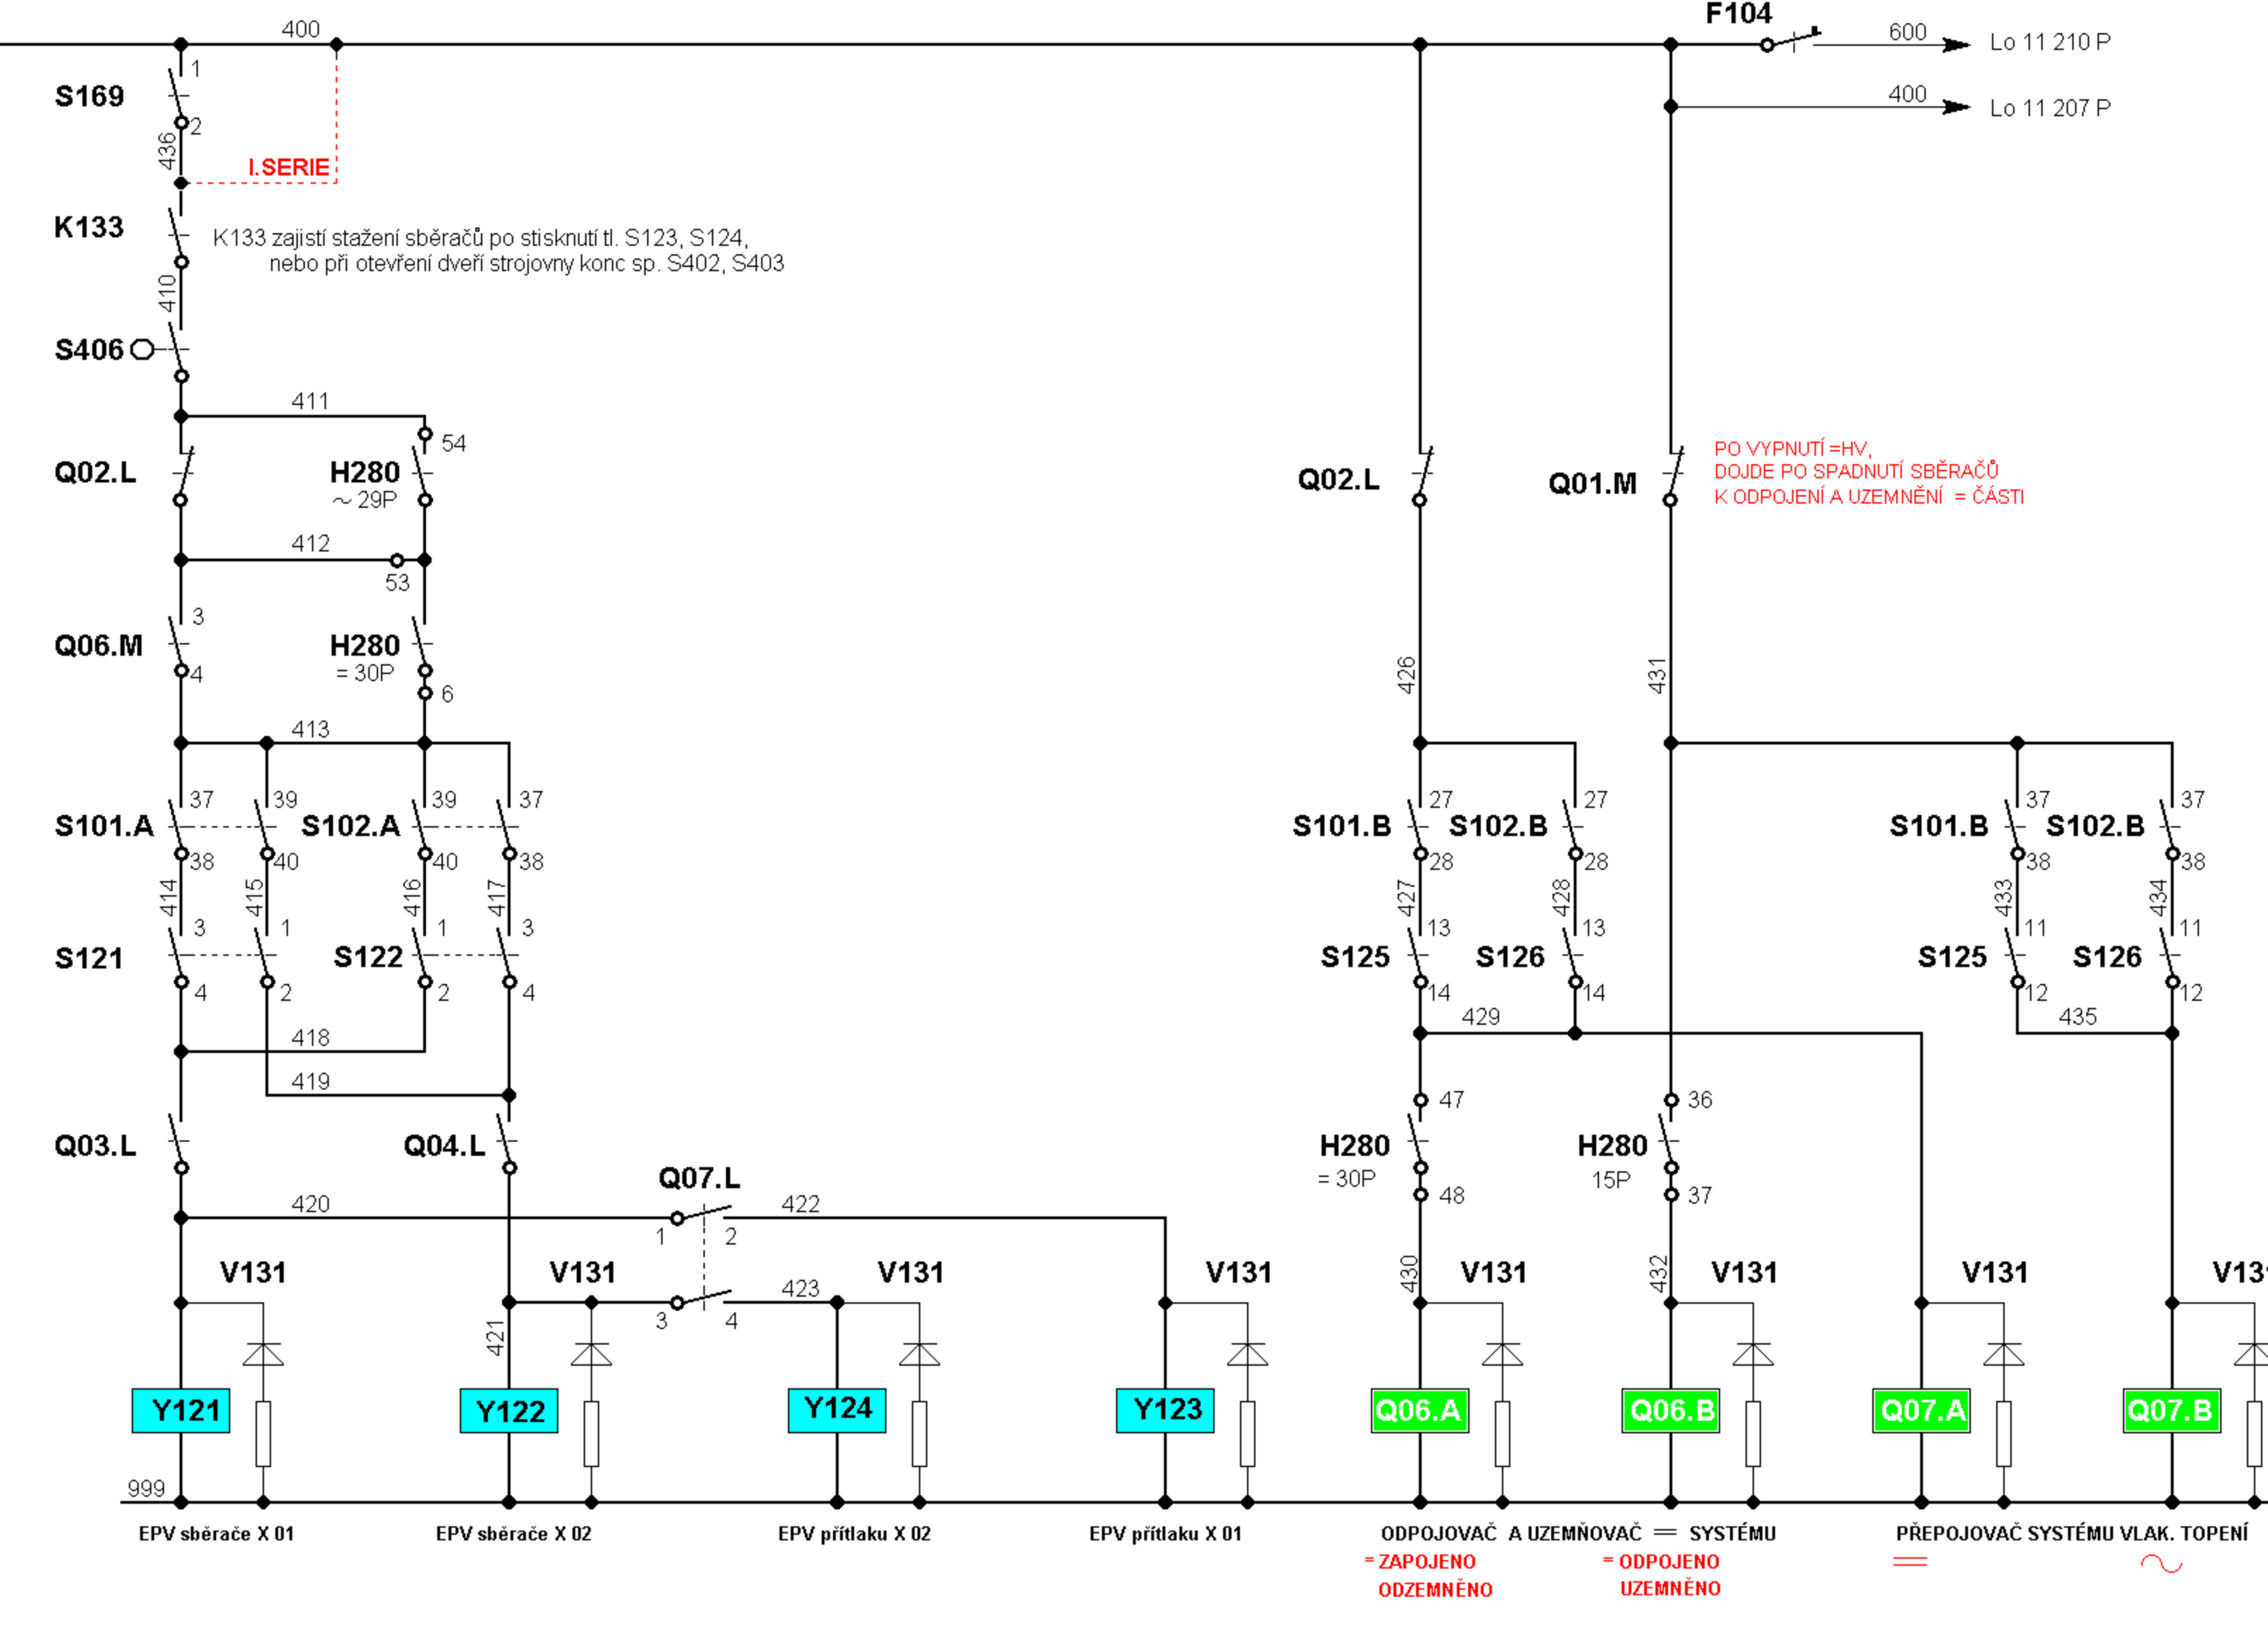 F104
400
600
Lo 11 210 P
1
S169
400
Lo 11 207 P
2
436
I.SERIE
K133
K133 zajistí stažení sběračů po stisknutí tl. S123, S124,
nebo při otevření dveří strojovny konc sp. S402, S403
410
S406
411
54
PO VYPNUTÍ =HV,
DOJDE PO SPADNUTÍ SBĚRAČŮ
K ODPOJENÍ A UZEMNĚNÍ = ČÁSTI
Q02.L
H280
~ 29P
Q02.L
Q01.M
412
53
3
Q06.M
H280
= 30P
4
6
426
431
413
37
39
39
37
27
27
37
37
S101.A
S102.A
S101.B
S102.B
S101.B
S102.B
38
40
40
38
28
28
38
38
414
415
416
417
427
428
433
434
3
1
1
3
13
13
11
11
S121
S122
S125
S126
S125
S126
4
2
2
4
14
14
12
12
418
429
435
419
47
36
Q03.L
Q04.L
H280
= 30P
H280
15P
Q07.L
48
37
420
422
1
2
430
432
V131
V131
V131
V131
V131
V131
V131
V131
423
3
4
421
Y121
Y122
Y124
Y123
Q06.A
Q06.B
Q07.A
Q07.B
999
EPV sběrače X 01
EPV sběrače X 02
EPV přítlaku X 02
EPV přítlaku X 01
ODPOJOVAČ A UZEMŇOVAČ = SYSTÉMU
PŘEPOJOVAČ SYSTÉMU VLAK. TOPENÍ
= ZAPOJENO
ODZEMNĚNO
= ODPOJENO
UZEMNĚNO
=
~